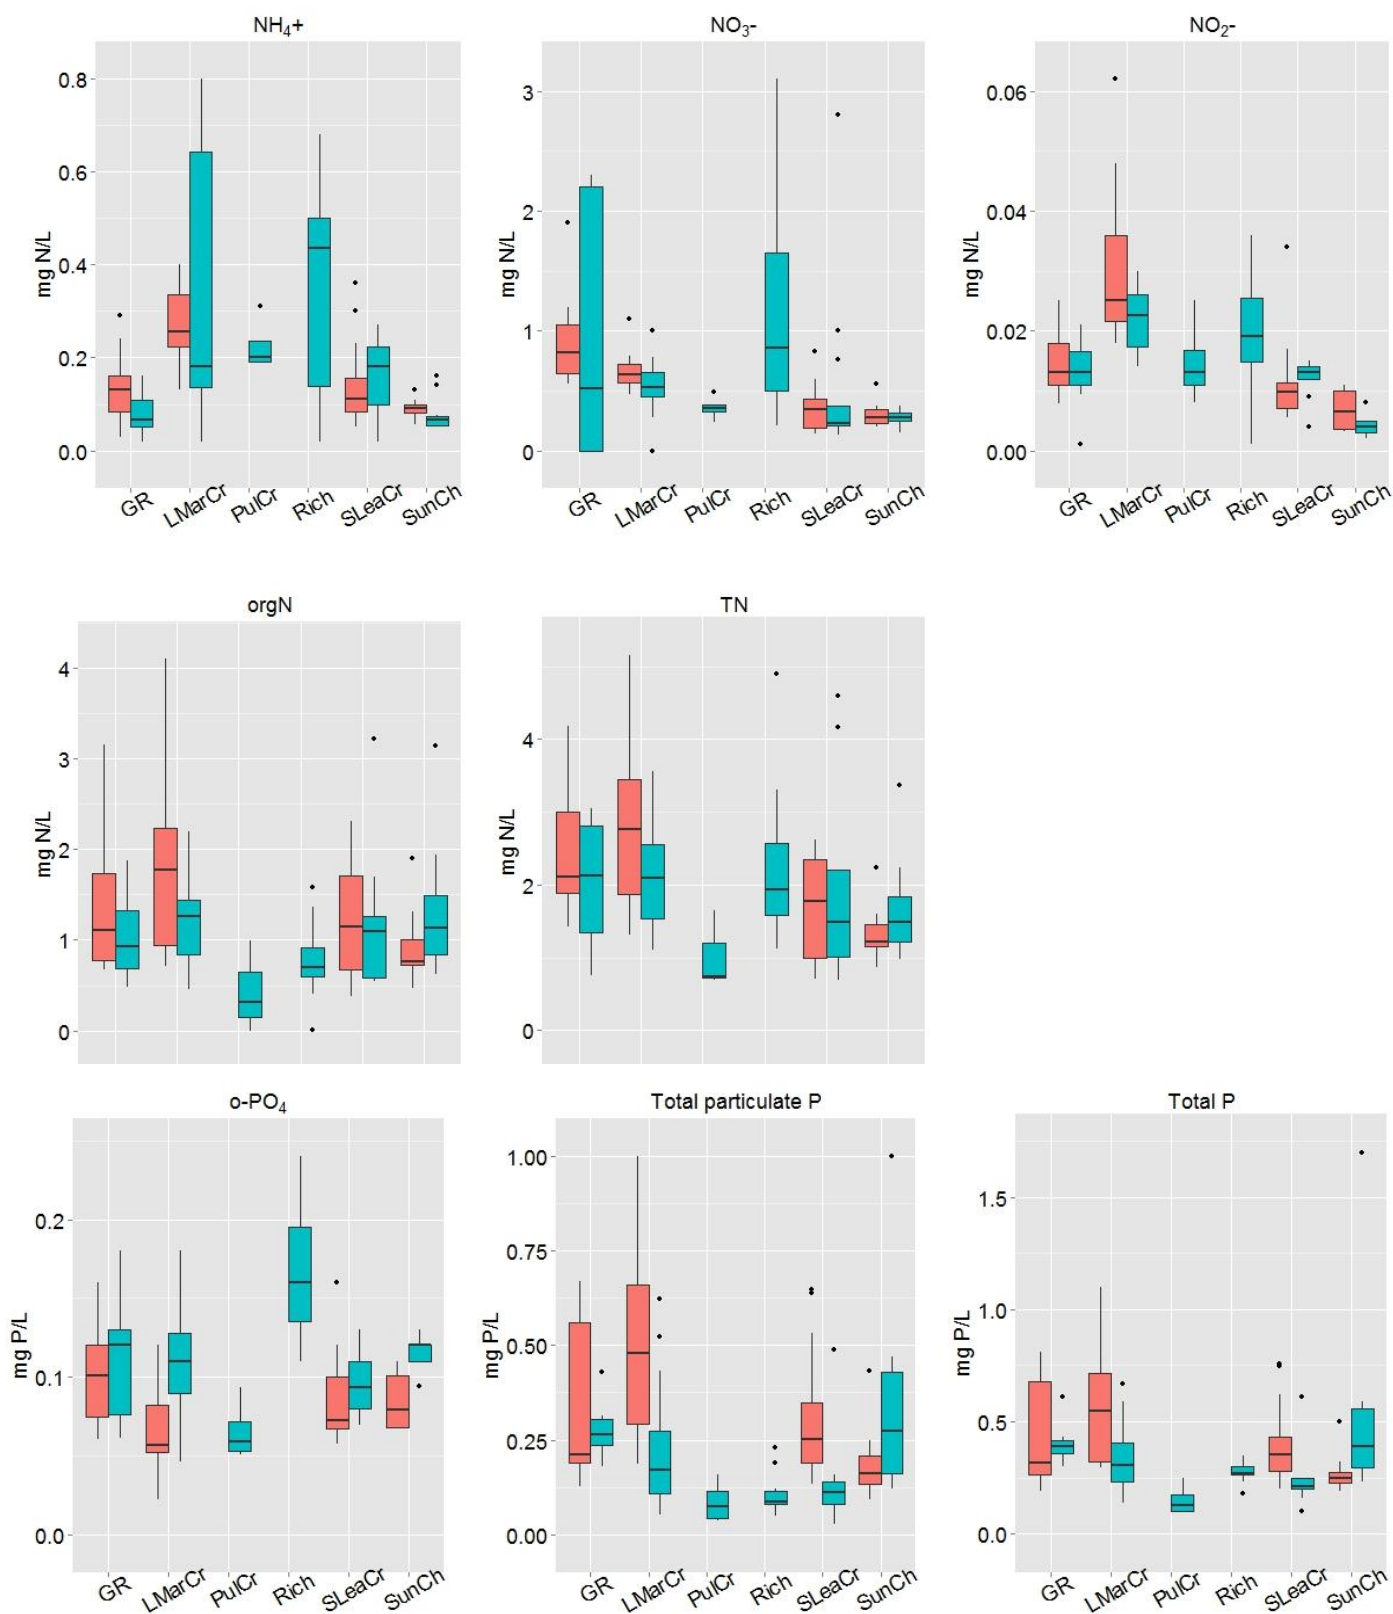 NH4+
NO3-
NO2-
mg N/L
0.8
0.6
0.4
0.2
0.0
mg N/L
3
2
1
0
mg N/L
0.06
0.04
0.02
0.00
GR LMarCr PulCr Rich SLeaCr SunCh
GR LMarCr PulCr Rich SLeaCr SunCh
GR LMarCr PulCr Rich SLeaCr SunCh
orgN
TN
mg N/L
4
3
2
1
0
mg N/L
4
2
0
o-PO4
Total particulate P
Total P
mg P/L
0.2
0.1
0.0
mg P/L
1.00
0.75
0.50
0.25
0.00
mg P/L
1.5
1.0
0.5
0.0
GR LMarCr PulCr Rich SLeaCr SunCh
GR LMarCr PulCr Rich SLeaCr SunCh
GR LMarCr PulCr Rich SLeaCr SunCh